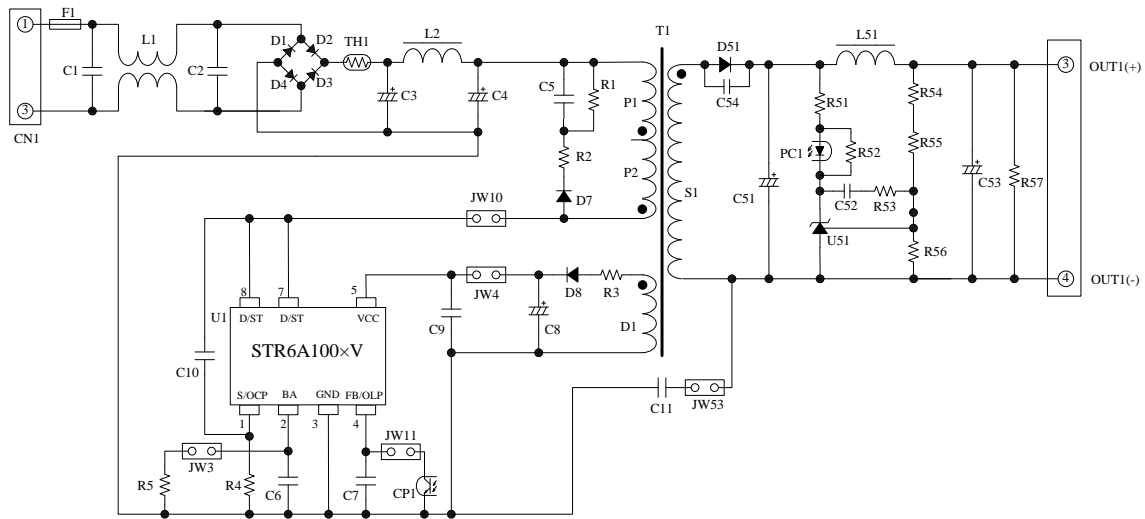 F1
1
L1
D1
D2
TH1
L2
T1
D51
L51
3
OUT1(+)
C1
C2
D4
D3
C3
C4
C5
R1
P1
C54
R51
R54
3
CN1
R2
P2
PC1
R52
R55
S1
C51
C53
R57
D7
C52
R53
JW10
U51
R56
JW4
D8
R3
4
OUT1(-)
8
7
5
U1
D/ST
D/ST
VCC
C9
C8
D1
STR6A100×V
C10
S/OCP
BA
GND
FB/OLP
C11
JW53
1
2
3
4
JW3
JW11
R5
R4
C6
C7
CP1